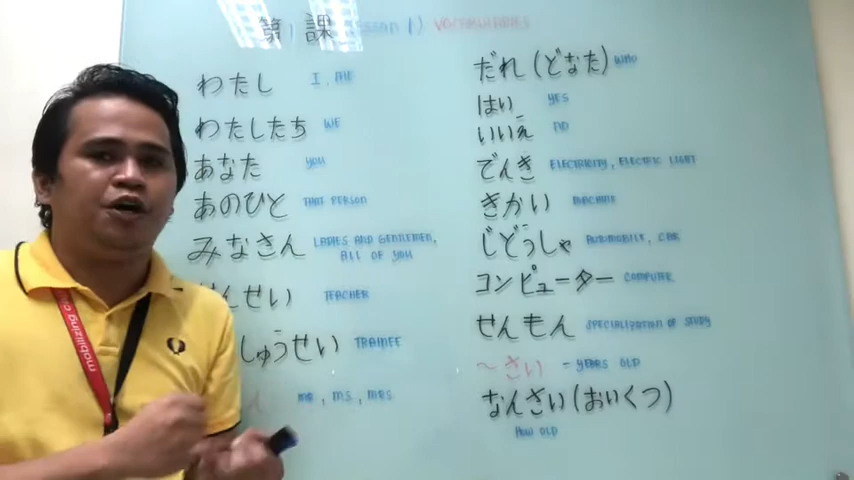 第 課 Lesson 1) VOCABULARIES
わたし I, ME
わたしたち WE
あなた YOU
あのひと THAT PERSON
みなさん LADIES AND GENTLEMEN,
ALL OF YOU
んせい TEACHER
しゅうせい TRAINEE
MR, MS, MRS
だれ(どなた) WHO
はい YES
いいえ NO
でんき ELECTRICITY, ELECTRIC LIGHT
きかい MACHINE
じどうしゃ AUTOMOBILE, CAR
コンピューター COMPUTER
せんもん SPECIALIZATION OF STUDY
～さい - YEARS OLD
なんさい(おいくつ)
HOW OLD
mobilizing